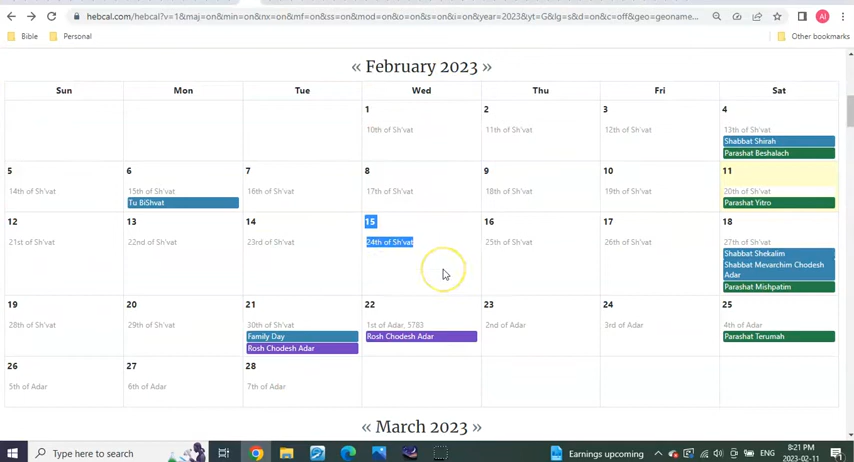 hebcal.com/hebcal?v=1&maj=on&min=on&nx=on&mf=on&ss=on&mod=on&o=on&s=on&i=on&year=2023&yt=G&lg=s&d=on&c=off&geo=geonam...
AI
Bible
Personal
Other bookmarks
« February 2023 »
Sun Mon Tue Wed Thu Fri Sat
1 2 3 4
10th of Sh'vat 11th of Sh'vat 12th of Sh'vat 13th of Sh'vat
Shabbat Shirah
Parashat Beshalach
5 6 7 8 9 10 11
14th of Sh'vat 15th of Sh'vat 16th of Sh'vat 17th of Sh'vat 18th of Sh'vat 19th of Sh'vat 20th of Sh'vat
Tu BiShvat Parashat Yitro
12 13 14 15 16 17 18
21st of Sh'vat 22nd of Sh'vat 23rd of Sh'vat 24th of Sh'vat 25th of Sh'vat 26th of Sh'vat 27th of Sh'vat
Shabbat Shekalim
Shabbat Mevarchim Chodesh
Adar
Parashat Mishpatim
19 20 21 22 23 24 25
28th of Sh'vat 29th of Sh'vat 30th of Sh'vat 1st of Adar, 5783 2nd of Adar 3rd of Adar 4th of Adar
Family Day Rosh Chodesh Adar Parashat Terumah
Rosh Chodesh Adar
26 27 28
5th of Adar 6th of Adar 7th of Adar
« March 2023 »
Type here to search
Earnings upcoming
ENG
8:21 PM
2023-02-11